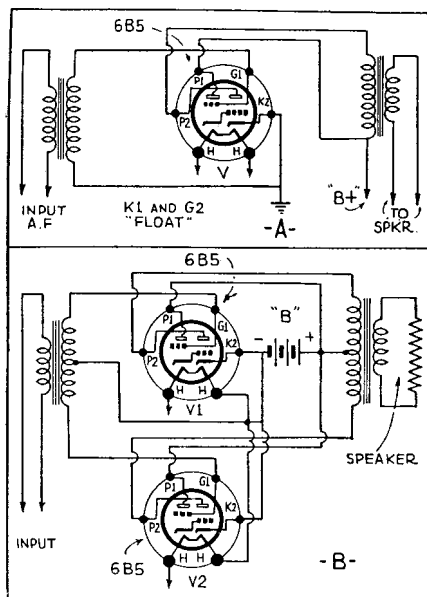 6B5
P1
G1
P2
K2
H
H
V
INPUT
A.F
K1 AND G2
"FLOAT"
"B+"
(TO
SPKR.)
-A-
6B5
P1
G1
P2
K2
H
H
V1
"B"
-
+
SPEAKER
P1
G1
P2
K2
H
H
V2
INPUT
6B5
-B-